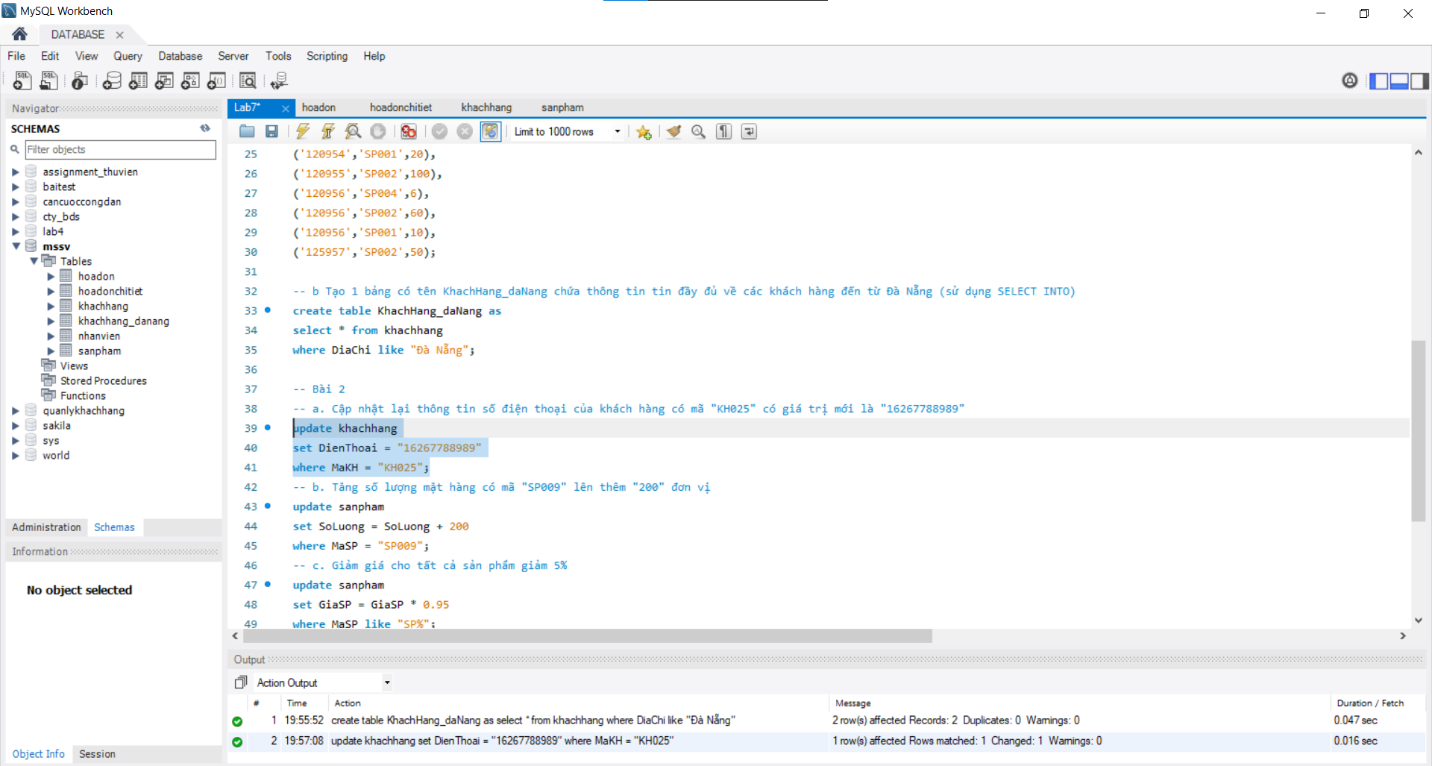 MySQL Workbench
DATABASE
File Edit View Query Database Server Tools Scripting Help
Navigator
SCHEMAS
Filter objects
assignment_thuvien
baitest
cancuoccongdan
cty_bds
lab4
mssv
Tables
hoadon
hoadonchitiet
khachhang
khachhang_danang
nhanvien
sanpham
Views
Stored Procedures
Functions
quanlykhachhang
sakila
sys
world
Administration Schemas
Information
No object selected
Object Info Session
Lab7* hoadon hoadonchitiet khachhang sanpham
Limit to 1000 rows
25 ('120954','SP001',20),
26 ('120955','SP002',100),
27 ('120956','SP004',6),
28 ('120956','SP002',60),
29 ('120956','SP001',10),
30 ('125957','SP002',50);
31
32 -- b Tạo 1 bảng có tên KhachHang_daNang chứa thông tin tin đầy đủ về các khách hàng đến từ Đà Nẵng (sử dụng SELECT INTO)
33 create table KhachHang_daNang as
34 select * from khachhang
35 where DiaChi like "Đà Nẵng";
36
37 -- Bài 2
38 -- a. Cập nhật lại thông tin số điện thoại của khách hàng có mã "KH025" có giá trị mới là "16267788989"
39 update khachhang
40 set DienThoai = "16267788989"
41 where MaKH = "KH025";
42 -- b. Tăng số lượng mặt hàng có mã "SP009" lên thêm "200" đơn vị
43 update sanpham
44 set SoLuong = SoLuong + 200
45 where MaSP = "SP009";
46 -- c. Giảm giá cho tất cả sản phẩm giảm 5%
47 update sanpham
48 set GiaSP = GiaSP * 0.95
49 where MaSP like "SP%";
Output
Action Output
# Time Action Message Duration / Fetch
1 19:55:52 create table KhachHang_daNang as select * from khachhang where DiaChi like "Đà Nẵng" 2 row(s) affected Records: 2 Duplicates: 0 Warnings: 0 0.047 sec
2 19:57:08 update khachhang set DienThoai = "16267788989" where MaKH = "KH025" 1 row(s) affected Rows matched: 1 Changed: 1 Warnings: 0 0.016 sec